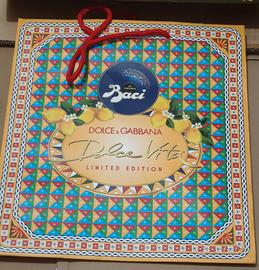 Baci
DOLCE & GABBANA
Dolce Vita
LIMITED EDITION